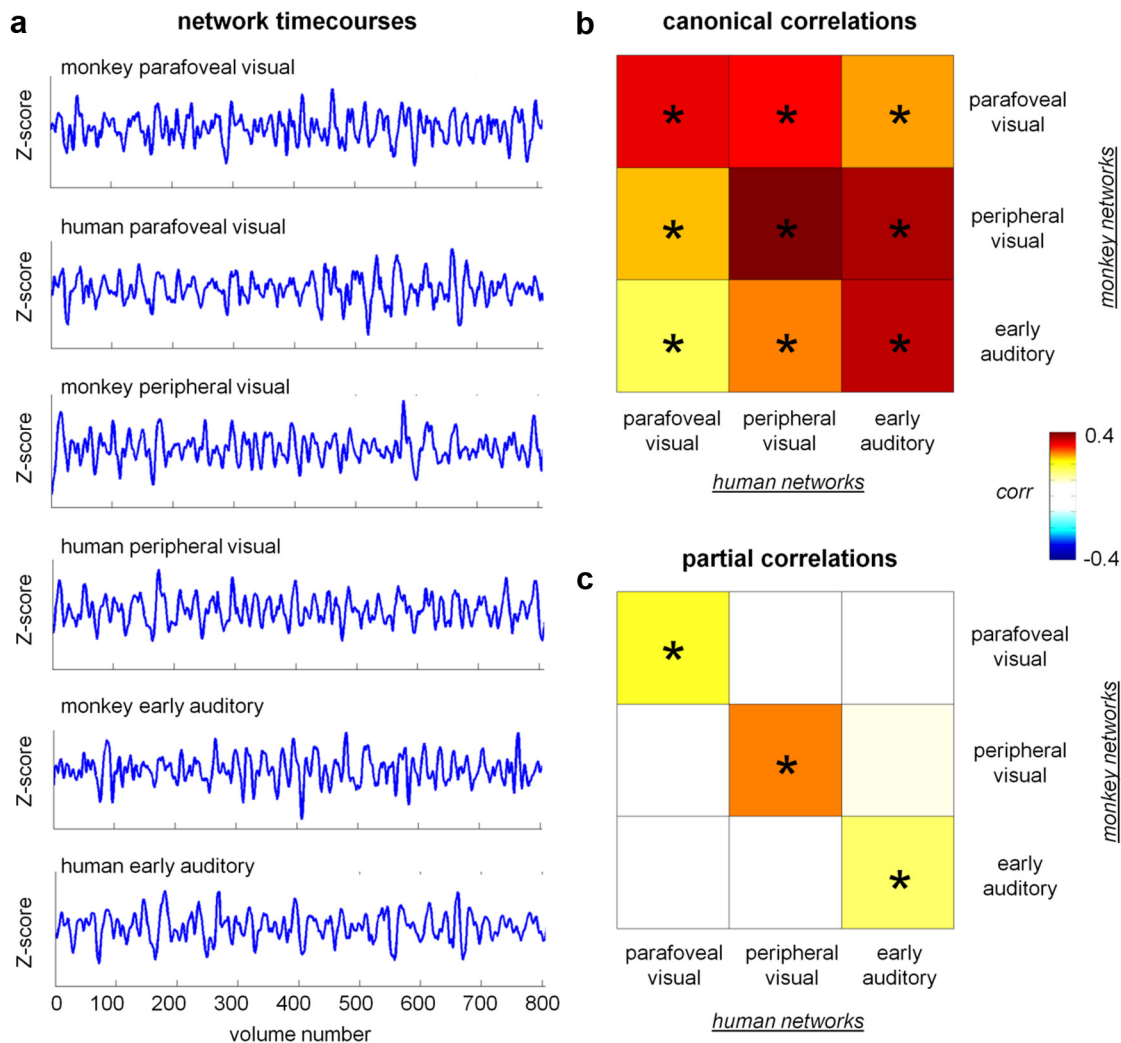 a
network timecourses
monkey parafoveal visual
Z-score
human parafoveal visual
Z-score
monkey peripheral visual
Z-score
human peripheral visual
Z-score
monkey early auditory
Z-score
human early auditory
Z-score
0 100 200 300 400 500 600 700 800
volume number
b
canonical correlations
* * *
parafoveal
visual
* * *
peripheral
visual
* * *
early
auditory
monkey networks
parafoveal peripheral early
visual visual auditory
human networks
corr
0.4
-0.4
c
partial correlations
*
parafoveal
visual
*
peripheral
visual
*
early
auditory
monkey networks
parafoveal peripheral early
visual visual auditory
human networks